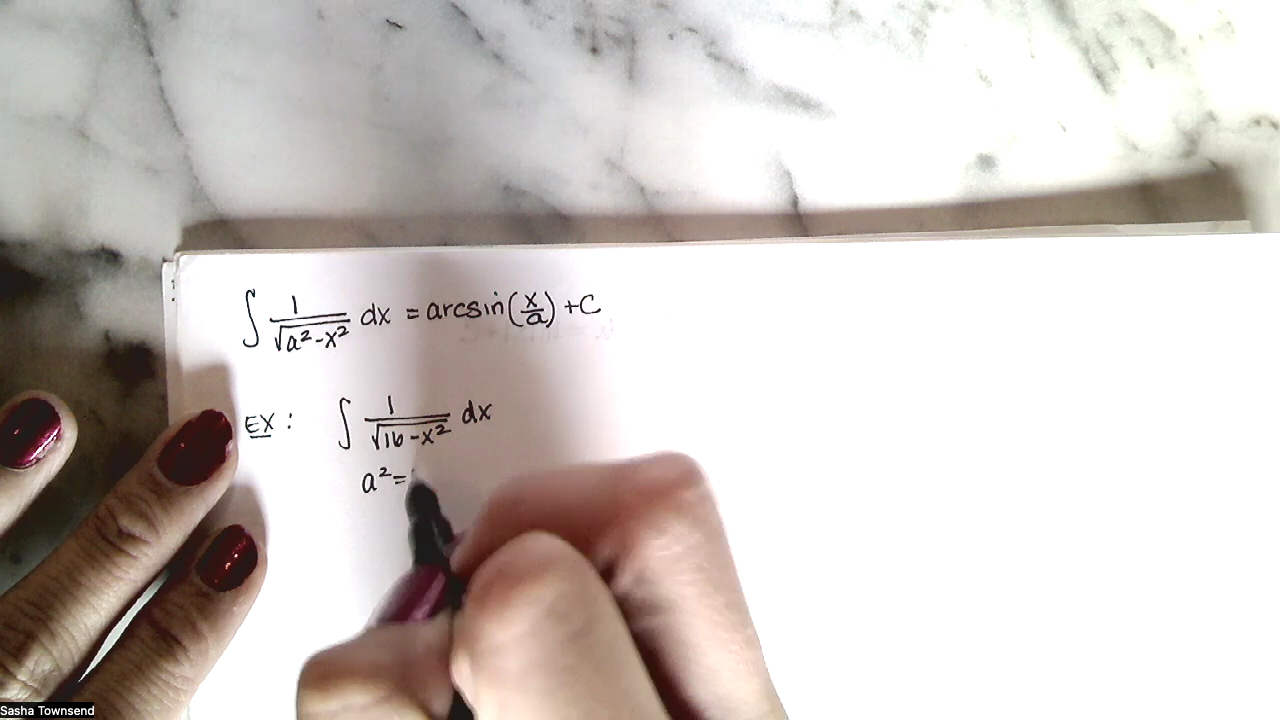 ∫ 1/√(a²-x²) dx = arcsin(x/a) + C
EX: ∫ 1/√(16-x²) dx
a² =
Sasha Townsend